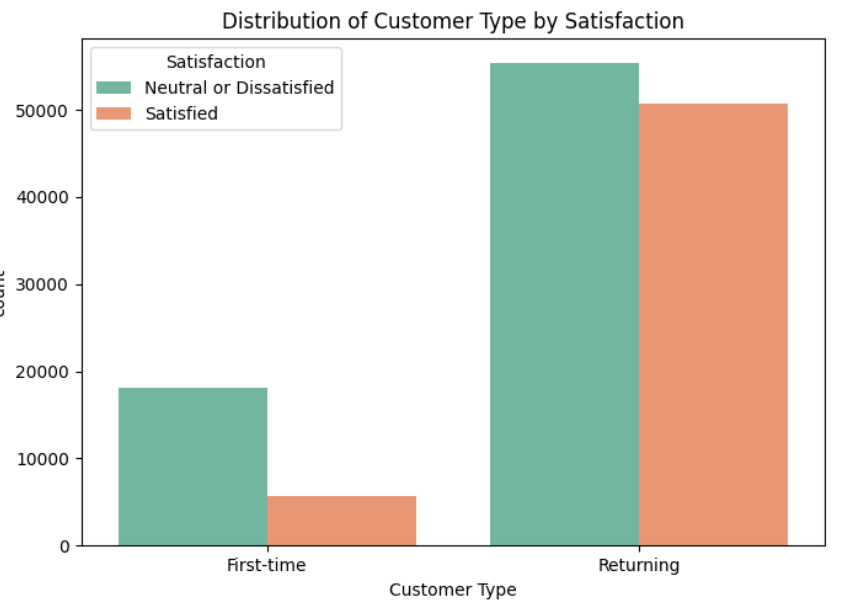 Distribution of Customer Type by Satisfaction
Satisfaction
Neutral or Dissatisfied
Satisfied
50000
40000
30000
20000
10000
0
count
First-time
Returning
Customer Type